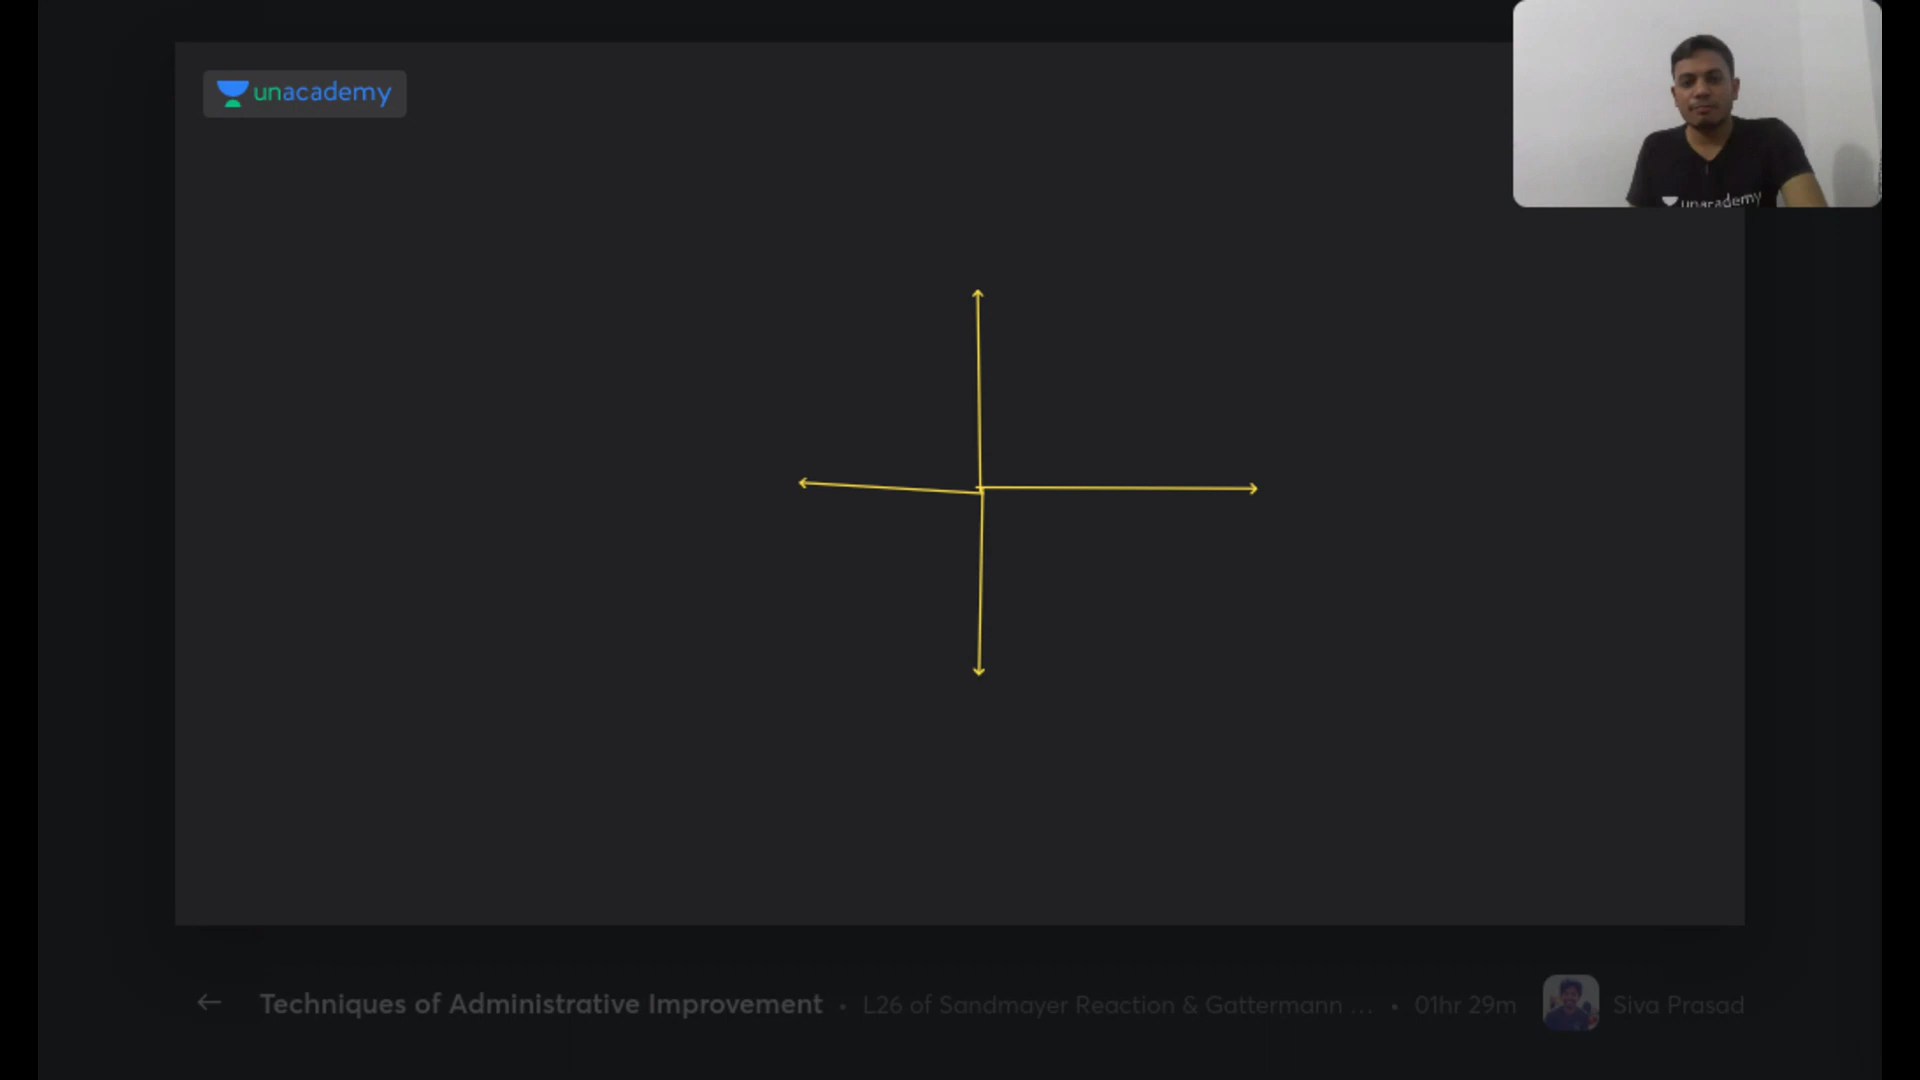 unacademy
unacademy
Techniques of Administrative Improvement • L26 of Sandmayer Reaction & Gattermann ... • 01hr 29m Siva Prasad